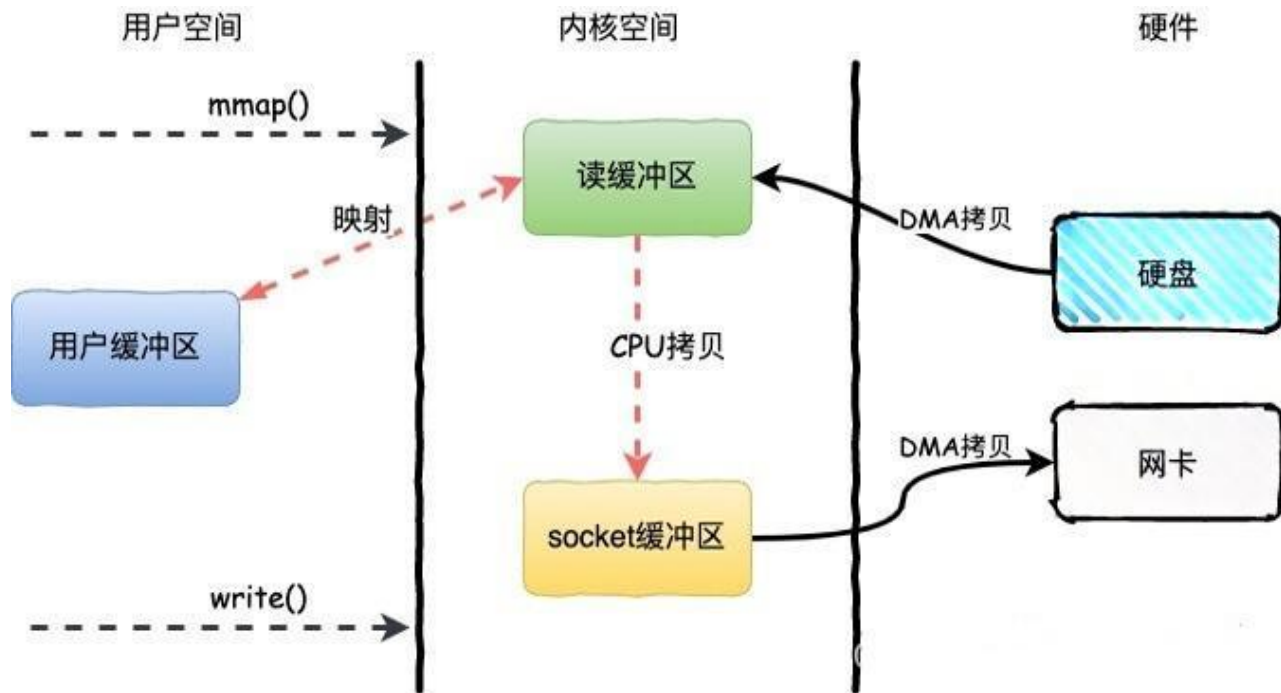 用户空间
内核空间
硬件
mmap()
读缓冲区
映射
DMA拷贝
硬盘
用户缓冲区
CPU拷贝
DMA拷贝
网卡
socket缓冲区
write()